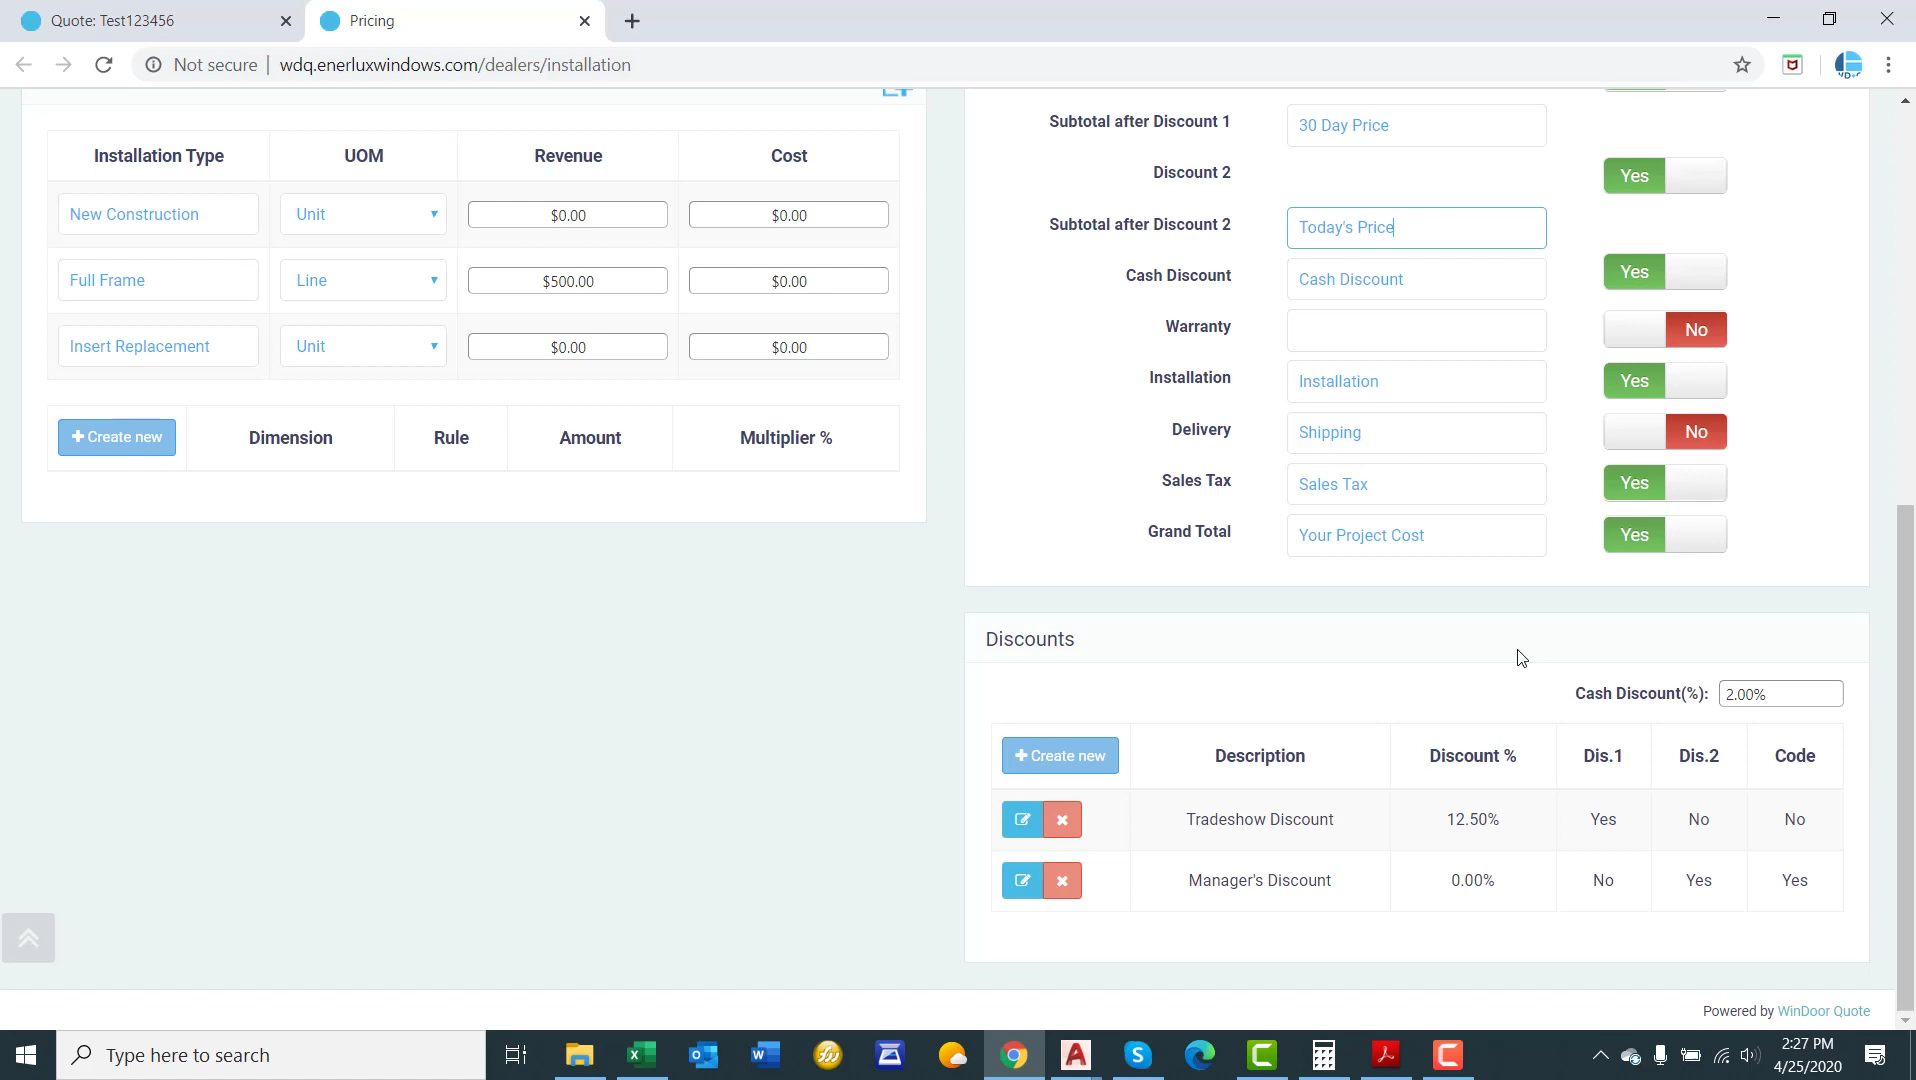 Quote: Test123456
Pricing
Not secure | wdq.enerluxwindows.com/dealers/installation
Installation Type UOM Revenue Cost
New Construction Unit $0.00 $0.00
Full Frame Line $500.00 $0.00
Insert Replacement Unit $0.00 $0.00
+ Create new Dimension Rule Amount Multiplier %
Subtotal after Discount 1 30 Day Price
Discount 2 Yes
Subtotal after Discount 2 Today's Price
Cash Discount Cash Discount Yes
Warranty No
Installation Installation Yes
Delivery Shipping No
Sales Tax Sales Tax Yes
Grand Total Your Project Cost Yes
Discounts
Cash Discount(%): 2.00%
+ Create new Description Discount % Dis.1 Dis.2 Code
Tradeshow Discount 12.50% Yes No No
Manager's Discount 0.00% No Yes Yes
Powered by WinDoor Quote
Type here to search
2:27 PM
4/25/2020